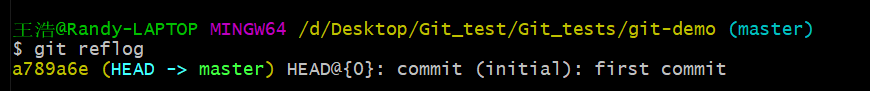 王浩@Randy-LAPTOP MINGW64 /d/Desktop/Git_test/Git_tests/git-demo (master)
$ git reflog
a789a6e (HEAD -> master) HEAD@{0}: commit (initial): first commit